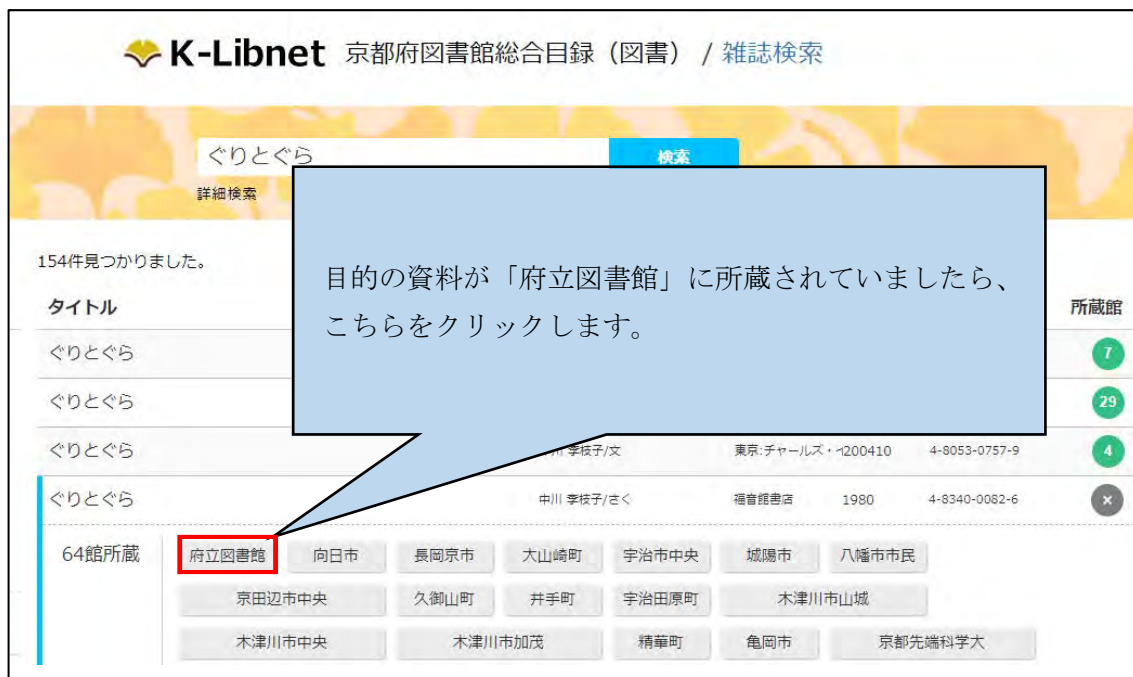 K-Libnet 京都府図書館総合目録（図書） / 雑誌検索
ぐりとぐら 検索
詳細検索
154件見つかりました。
目的の資料が「府立図書館」に所蔵されていましたら、
こちらをクリックします。
タイトル 所蔵館
ぐりとぐら 7
ぐりとぐら 29
ぐりとぐら 李枝子/文 東京:チャールズ・ 200410 4-8053-0757-9 4
ぐりとぐら 中川 李枝子/さく 福音館書店 1980 4-8340-0082-6 ×
64館所蔵 府立図書館 向日市 長岡京市 大山崎町 宇治市中央 城陽市 八幡市市民
京田辺市中央 久御山町 井手町 宇治田原町 木津川市山城
木津川市中央 木津川市加茂 精華町 亀岡市 京都先端科学大